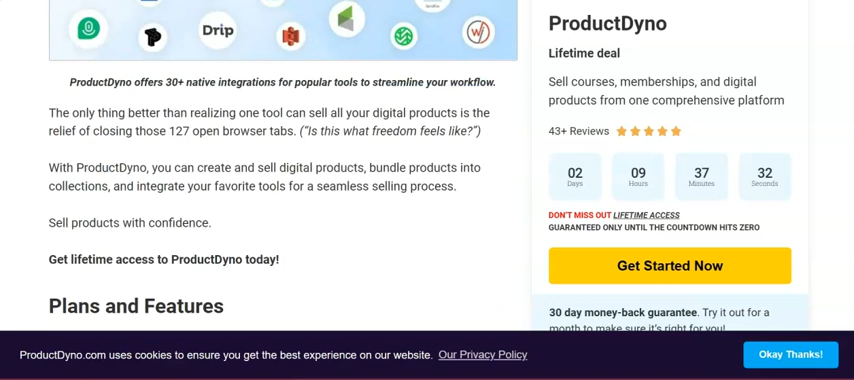 Drip
ProductDyno offers 30+ native integrations for popular tools to streamline your workflow.
The only thing better than realizing one tool can sell all your digital products is the
relief of closing those 127 open browser tabs. (“Is this what freedom feels like?”)
With ProductDyno, you can create and sell digital products, bundle products into
collections, and integrate your favorite tools for a seamless selling process.
Sell products with confidence.
Get lifetime access to ProductDyno today!
Plans and Features
ProductDyno
Lifetime deal
Sell courses, memberships, and digital
products from one comprehensive platform
43+ Reviews
02 09 37 32
Days Hours Minutes Seconds
DON'T MISS OUT LIFETIME ACCESS
GUARANTEED ONLY UNTIL THE COUNTDOWN HITS ZERO
Get Started Now
30 day money-back guarantee. Try it out for a
month to make sure it’s right for you!
ProductDyno.com uses cookies to ensure you get the best experience on our website. Our Privacy Policy
Okay Thanks!